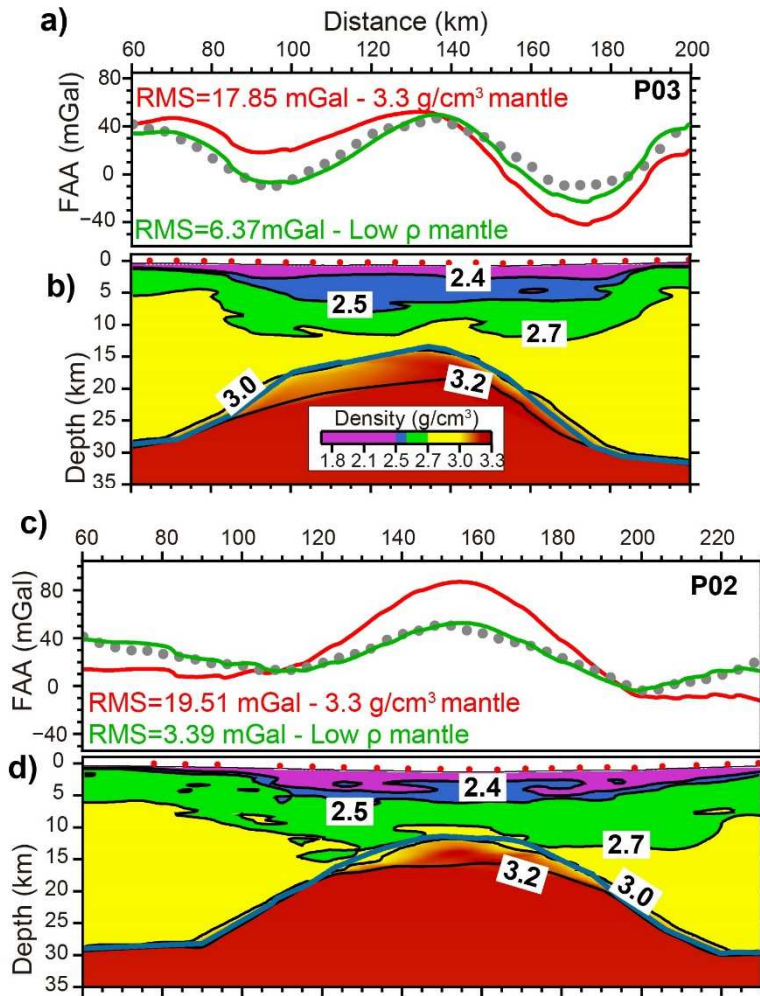 a)
Distance (km)
60 80 100 120 140 160 180 200
80
40
0
−40
FAA (mGal)
RMS=17.85 mGal - 3.3 g/cm³ mantle
P03
RMS=6.37mGal - Low ρ mantle
b)
0
5
10
15
20
25
30
35
Depth (km)
2.4
2.5
2.7
3.0
3.2
Density (g/cm³)
1.8 2.1 2.5 2.7 3.0 3.3
c)
60 80 100 120 140 160 180 200 220
80
40
0
−40
FAA (mGal)
P02
RMS=19.51 mGal - 3.3 g/cm³ mantle
RMS=3.39 mGal - Low ρ mantle
d)
0
5
10
15
20
25
30
35
Depth (km)
2.4
2.5
2.7
3.2
3.0